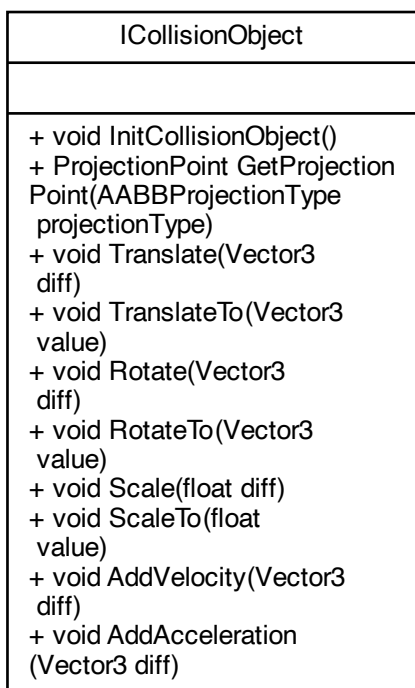 ICollisionObject
+ void InitCollisionObject()
+ ProjectionPoint GetProjection
Point(AABBProjectionType
projectionType)
+ void Translate(Vector3
diff)
+ void TranslateTo(Vector3
value)
+ void Rotate(Vector3
diff)
+ void RotateTo(Vector3
value)
+ void Scale(float diff)
+ void ScaleTo(float
value)
+ void AddVelocity(Vector3
diff)
+ void AddAcceleration
(Vector3 diff)